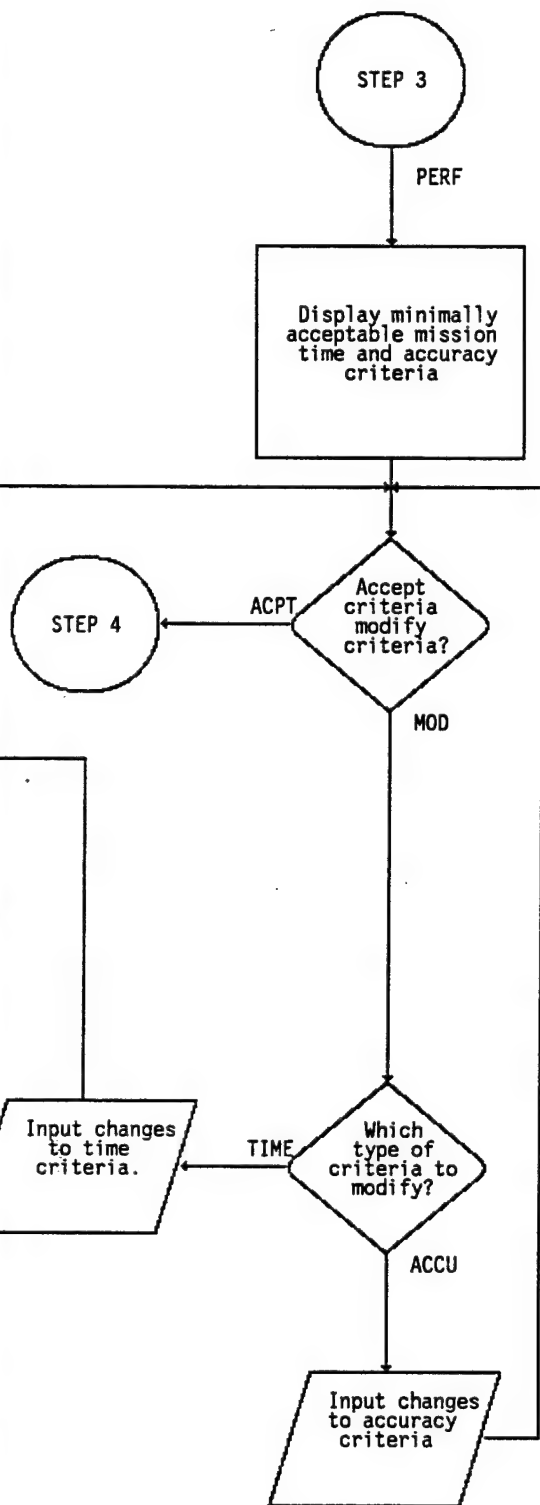 STEP 3
PERF
Display minimally
acceptable mission
time and accuracy
criteria
Accept
criteria
modify
criteria?
ACPT
STEP 4
MOD
Which
type of
criteria to
modify?
TIME
Input changes
to time
criteria.
ACCU
Input changes
to accuracy
criteria